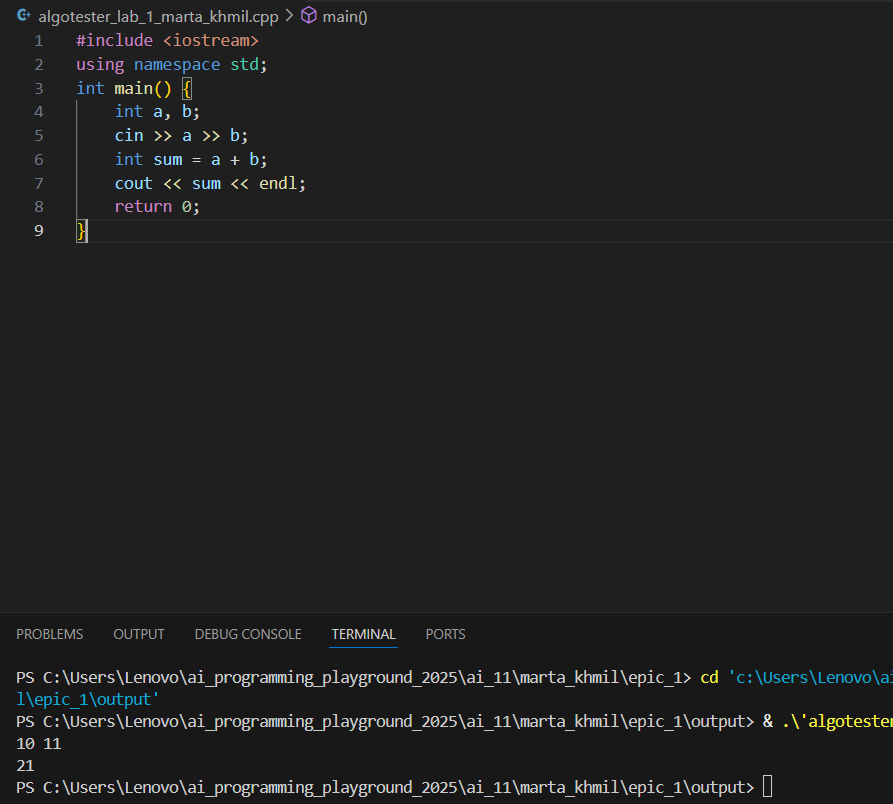 algotester_lab_1_marta_khmil.cpp > main()
1 #include <iostream>
2 using namespace std;
3 int main() {
4     int a, b;
5     cin >> a >> b;
6     int sum = a + b;
7     cout << sum << endl;
8     return 0;
9 }
PROBLEMS OUTPUT DEBUG CONSOLE TERMINAL PORTS
PS C:\Users\Lenovo\ai_programming_playground_2025\ai_11\marta_khmil\epic_1> cd 'c:\Users\Lenovo\ai
l\epic_1\output'
PS C:\Users\Lenovo\ai_programming_playground_2025\ai_11\marta_khmil\epic_1\output> & .\'algotester
10 11
21
PS C:\Users\Lenovo\ai_programming_playground_2025\ai_11\marta_khmil\epic_1\output>